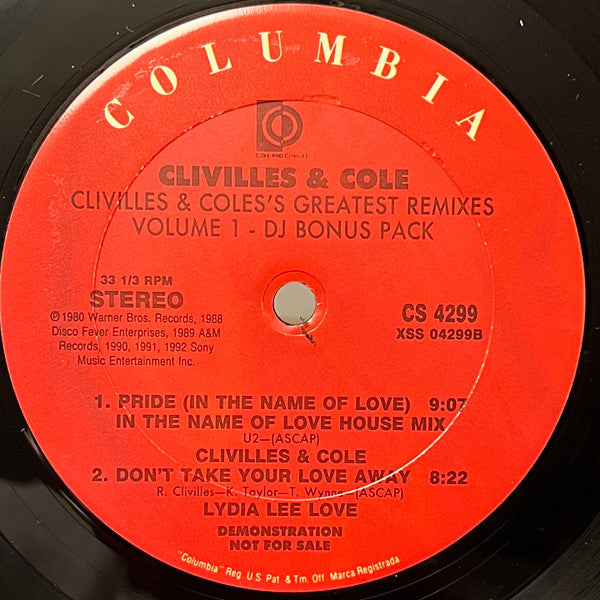 COLUMBIA
COLE AND CLIVILLÉS
CLIVILLES & COLE
CLIVILLES & COLES'S GREATEST REMIXES
VOLUME 1 - DJ BONUS PACK
33 1/3 RPM
STEREO
℗1980 Warner Bros. Records, 1988
Disco Fever Enterprises, 1989 A&M
Records, 1990, 1991, 1992 Sony
Music Entertainment Inc.
CS 4299
XSS 04299B
1. PRIDE (IN THE NAME OF LOVE) 9:07
IN THE NAME OF LOVE HOUSE MIX
U2—(ASCAP)
CLIVILLES & COLE
2. DON'T TAKE YOUR LOVE AWAY 8:22
R. Clivilles—K. Taylor—T. Wynne—(ASCAP)
LYDIA LEE LOVE
DEMONSTRATION
NOT FOR SALE
"Columbia" Reg. U.S. Pat. & Tm. Off. Marca Registrada